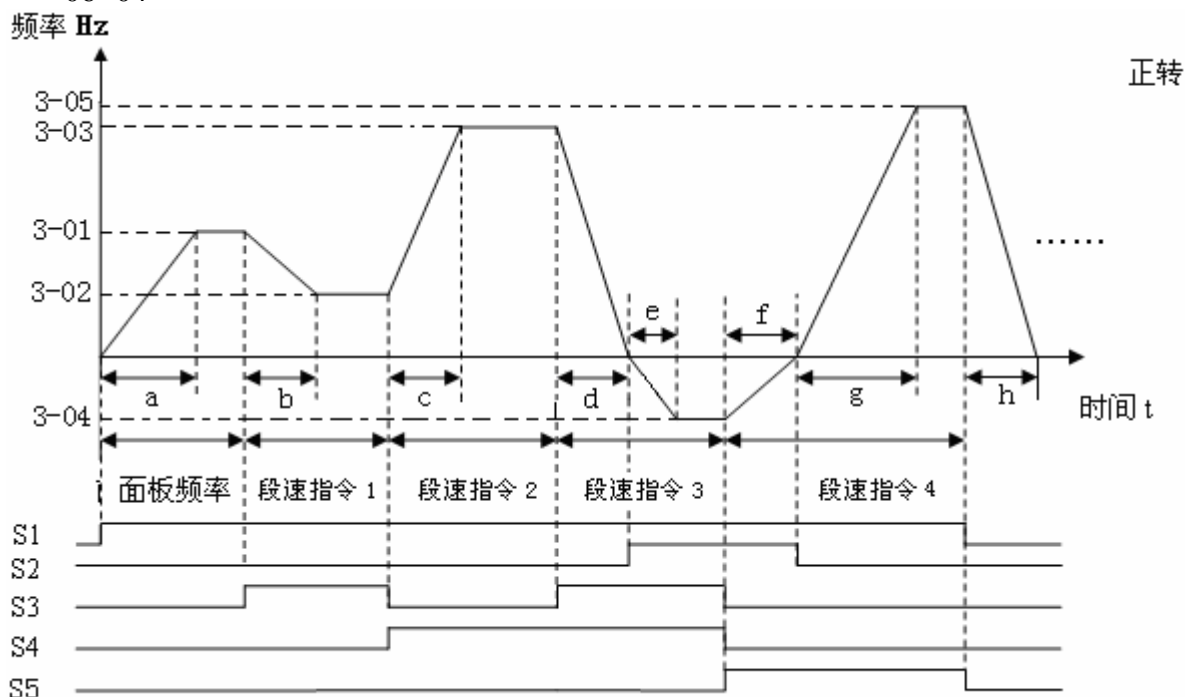 频率 Hz
正转
3-05
3-03
3-01
......
3-02
e
f
a
b
c
d
g
h
3-04
时间 t
面板频率
段速指令 1
段速指令 2
段速指令 3
段速指令 4
S1
S2
S3
S4
S5